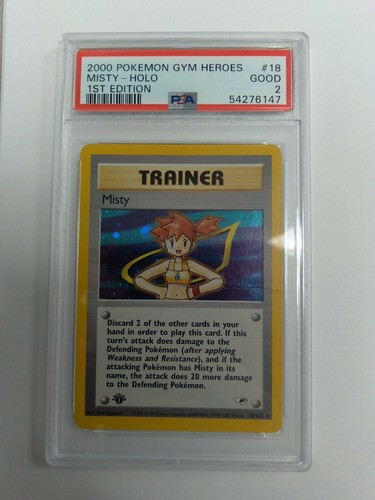 2000 POKEMON GYM HEROES #18
MISTY - HOLO GOOD
1ST EDITION PSA 2
54276147
TRAINER
Misty
Discard 2 of the other cards in your
hand in order to play this card. If this
turn's attack does damage to the
Defending Pokémon (after applying
Weakness and Resistance), and if the
attacking Pokémon has Misty in its
name, the attack does 20 more damage
to the Defending Pokémon.